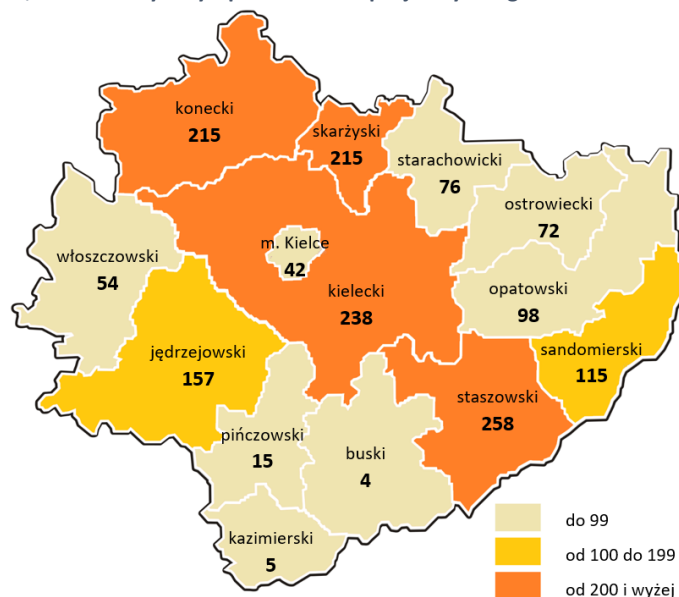 konecki
215
skarżyski
215
starachowicki
76
ostrowiecki
72
włoszczowski
54
m. Kielce
42
kielecki
238
opatowski
98
jędrzejowski
157
sandomierski
115
staszowski
258
pińczowski
15
buski
4
kazimierski
5
do 99
od 100 do 199
od 200 i wyżej